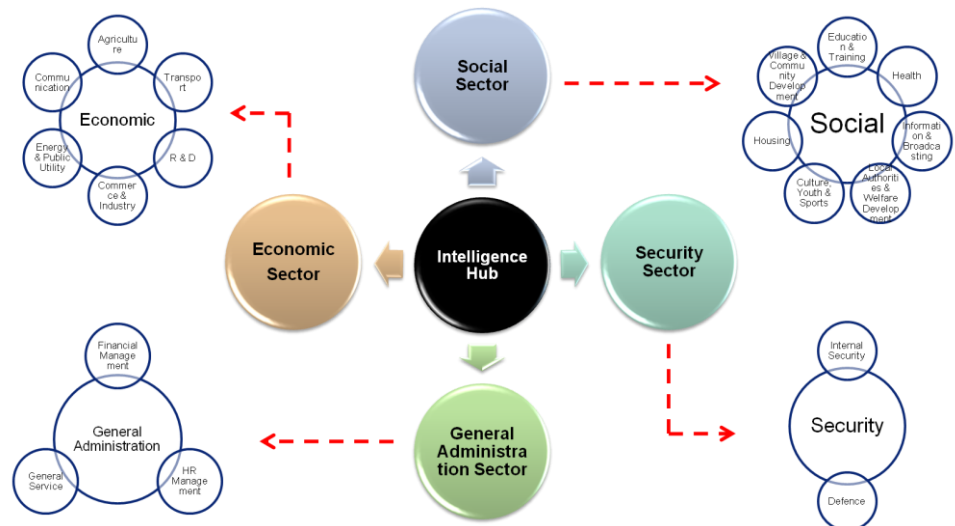 Agricultu
re
Commu
nication
Transpo
rt
Economic
Energy
& Public
Utility
R & D
Commer
ce &
Industry
Social
Sector
Educatio
n &
Training
Village &
Commu
nity
Develop
ment
Health
Social
Housing
Informati
on &
Broadca
sting
Culture,
Youth &
Sports
Local
Authoriti
es &
Welfare
Develop
ment
Economic
Sector
Intelligence
Hub
Security
Sector
Financial
Manage
ment
General
Administration
General
Service
HR
Manage
ment
General
Administra
tion Sector
Internal
Security
Security
Defence